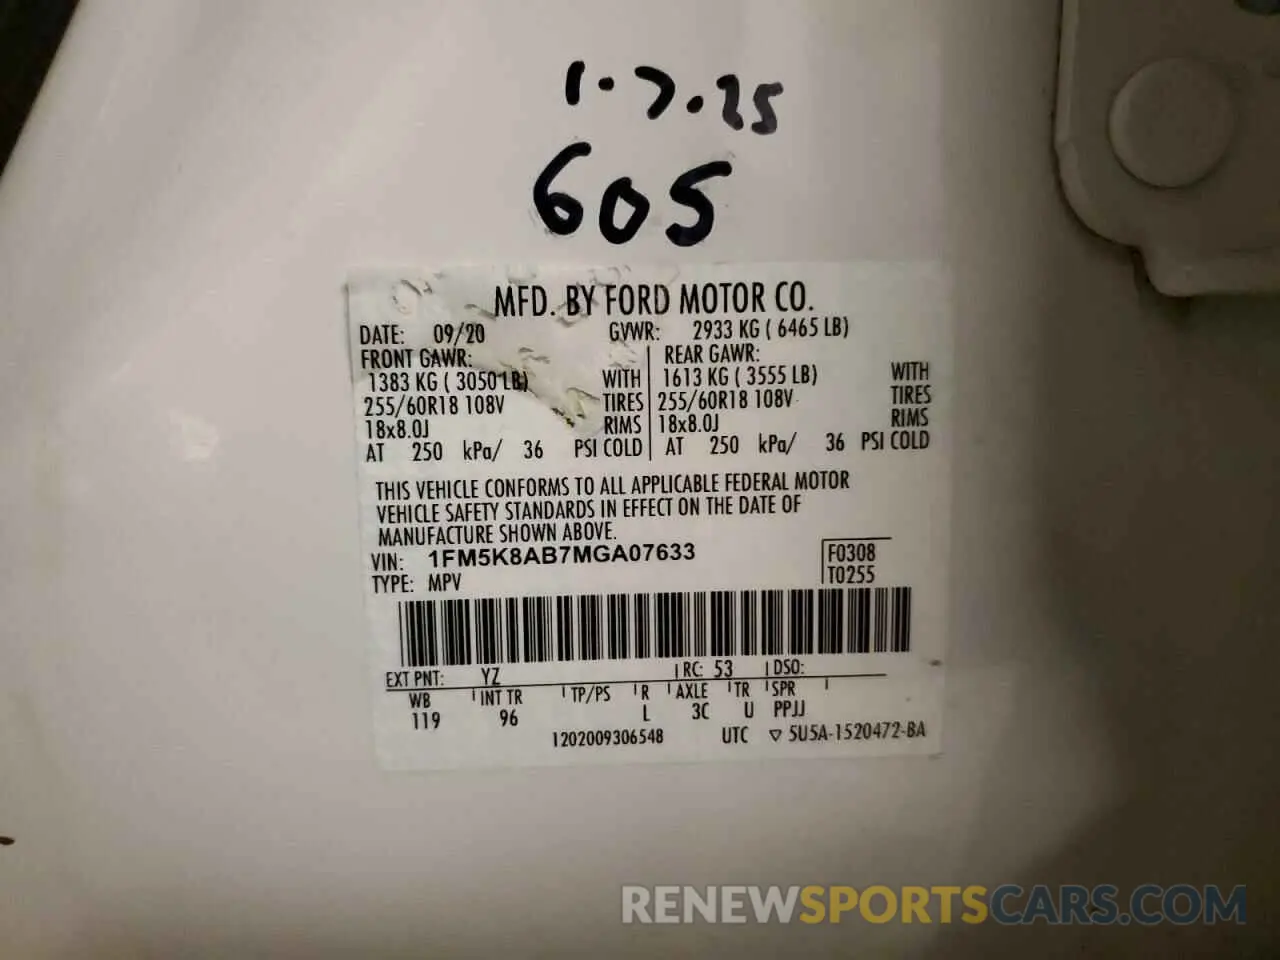 1-7.25
605
MFD. BY FORD MOTOR CO.
DATE: 09/20 GVWR: 2933 KG ( 6465 LB)
FRONT GAWR: REAR GAWR:
1383 KG ( 3050 LB) WITH 1613 KG ( 3555 LB) WITH
255/60R18 108V TIRES 255/60R18 108V TIRES
18x8.0J RIMS 18x8.0J RIMS
AT 250 kPa/ 36 PSI COLD AT 250 kPa/ 36 PSI COLD
THIS VEHICLE CONFORMS TO ALL APPLICABLE FEDERAL MOTOR
VEHICLE SAFETY STANDARDS IN EFFECT ON THE DATE OF
MANUFACTURE SHOWN ABOVE.
VIN: 1FM5K8AB7MGA07633 F0308
TYPE: MPV T0255
EXT PNT: YZ RC: 53 DSO:
WB INT TR TP/PS R AXLE TR SPR
119 96 L 3C U PPJJ
1202009306548 UTC ▽ 5U5A-1520472-BA
RENEWSPORTSCARS.COM